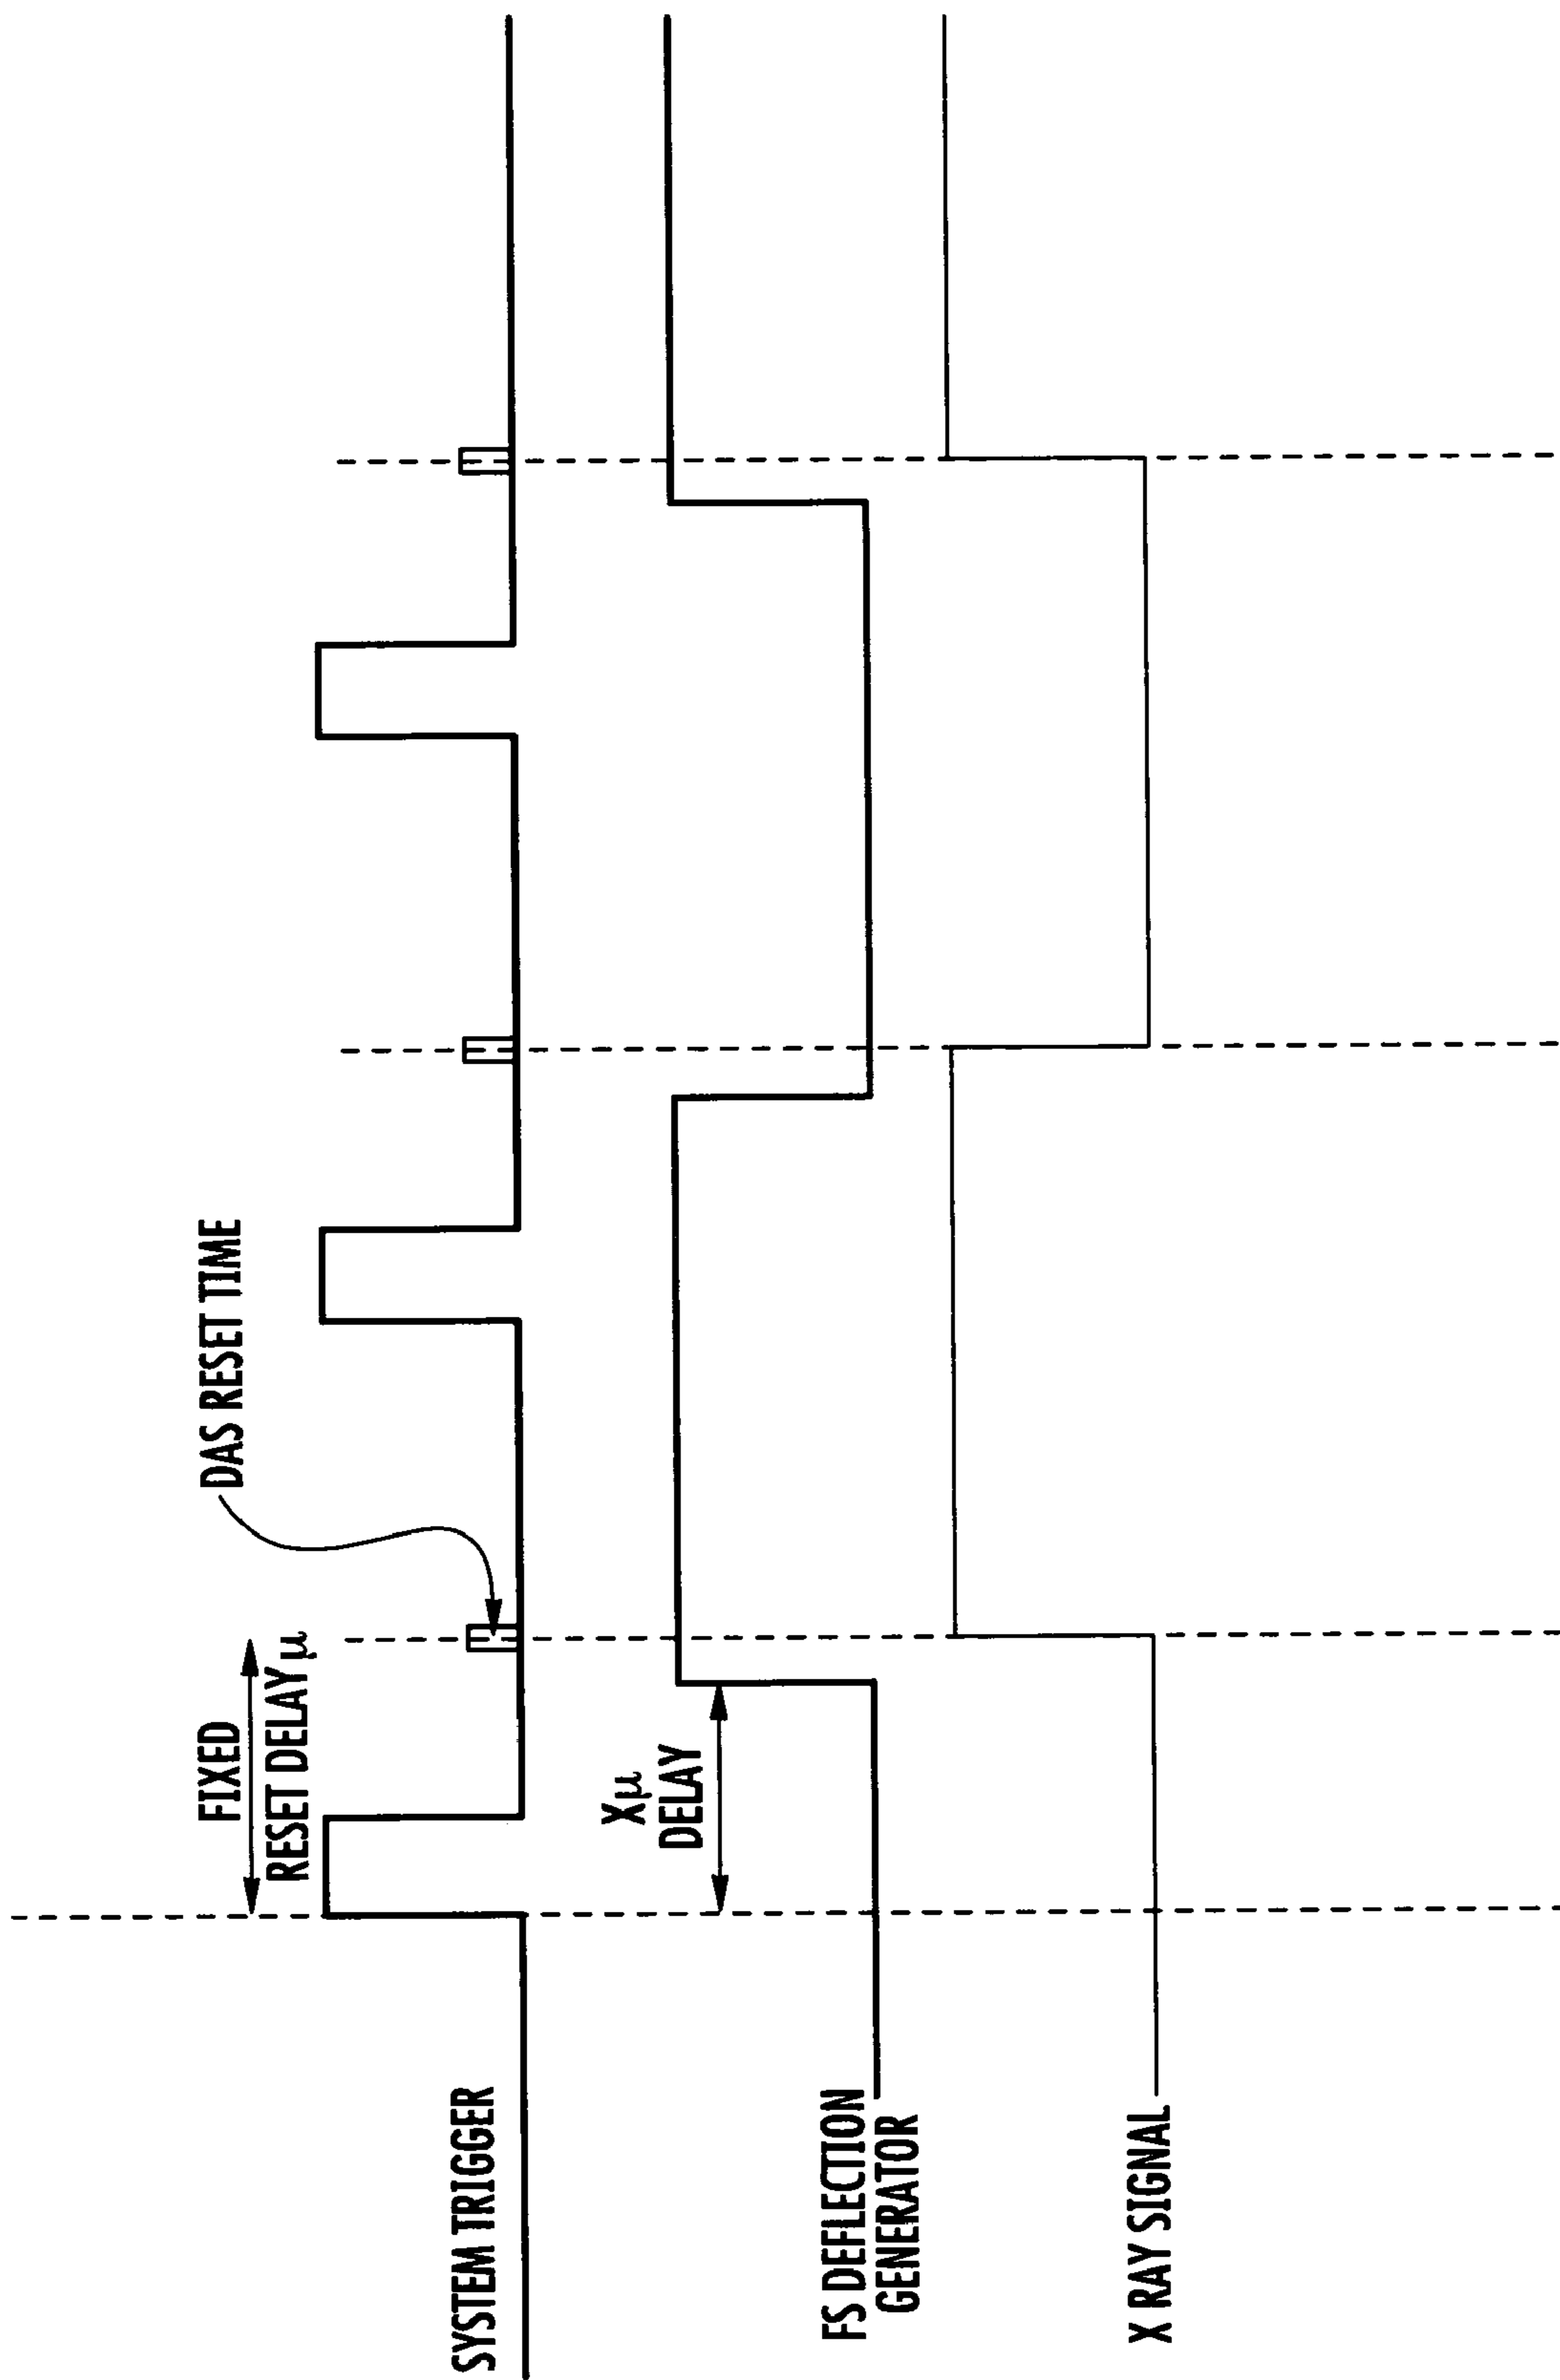 FIXED
RESET DELAY μ
DAS RESET TIME
SYSTEM TRIGGER
Xμ
DELAY
FS DEFLECTION
GENERATOR
X RAY SIGNAL